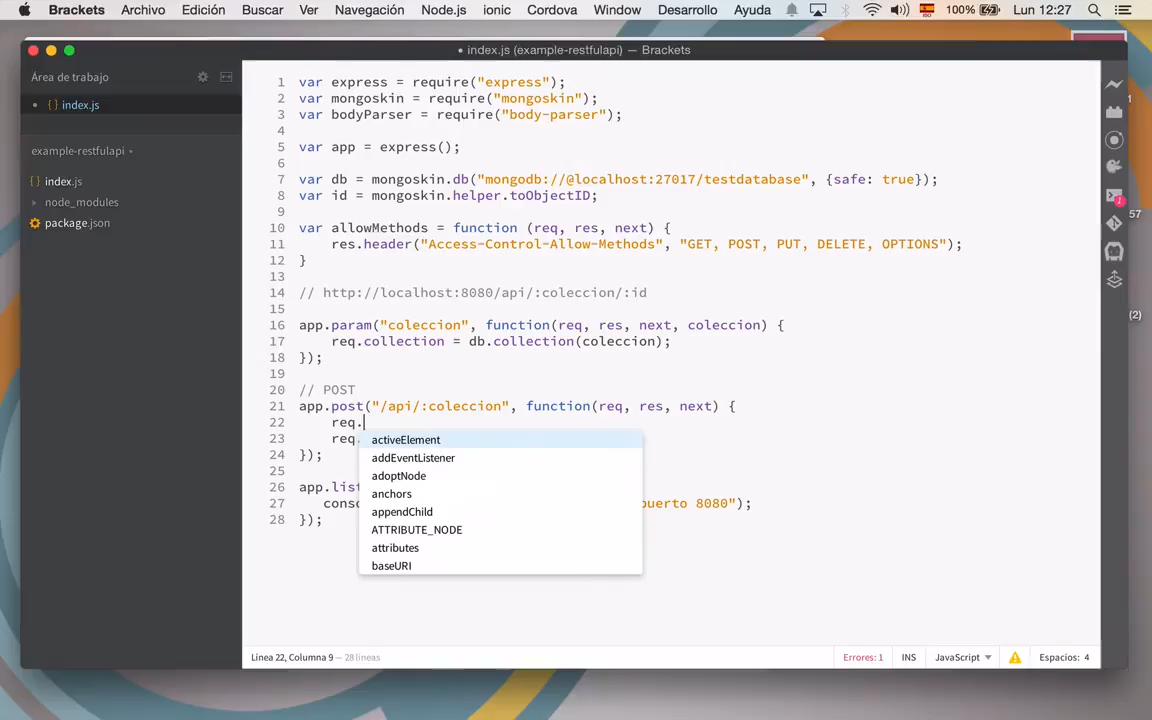 Brackets Archivo Edición Buscar Ver Navegación Node.js ionic Cordova Window Desarrollo Ayuda 100% Lun 12:27
• index.js (example-restfulapi) — Brackets
Área de trabajo
• {} index.js
example-restfulapi
{} index.js
node_modules
package.json
1 var express = require("express");
2 var mongoskin = require("mongoskin");
3 var bodyParser = require("body-parser");
4
5 var app = express();
6
7 var db = mongoskin.db("mongodb://@localhost:27017/testdatabase", {safe: true});
8 var id = mongoskin.helper.toObjectID;
9
10 var allowMethods = function (req, res, next) {
11 res.header("Access-Control-Allow-Methods", "GET, POST, PUT, DELETE, OPTIONS");
12 }
13
14 // http://localhost:8080/api/:coleccion/:id
15
16 app.param("coleccion", function(req, res, next, coleccion) {
17 req.collection = db.collection(coleccion);
18 });
19
20 // POST
21 app.post("/api/:coleccion", function(req, res, next) {
22 req.
23 req.
24 });
25
26 app.list
27 conso puerto 8080");
28 });
activeElement
addEventListener
adoptNode
anchors
appendChild
ATTRIBUTE_NODE
attributes
baseURI
Línea 22, Columna 9 — 28 líneas
Errores: 1 INS JavaScript Espacios: 4
1
1
57
(2)